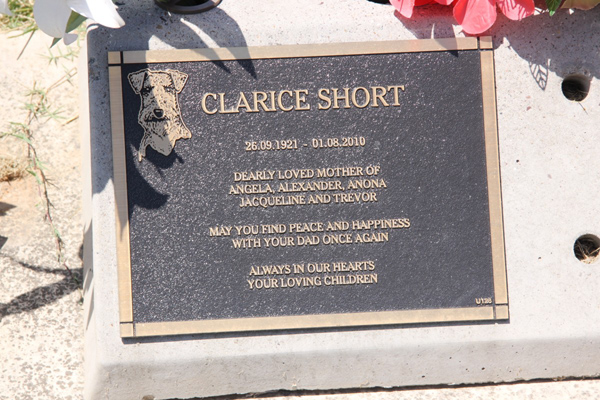 CLARICE SHORT
26.09.1921 - 01.08.2010
DEARLY LOVED MOTHER OF
ANGELA, ALEXANDER, ANONA
JACQUELINE AND TREVOR
MAY YOU FIND PEACE AND HAPPINESS
WITH YOUR DAD ONCE AGAIN
ALWAYS IN OUR HEARTS
YOUR LOVING CHILDREN
U136